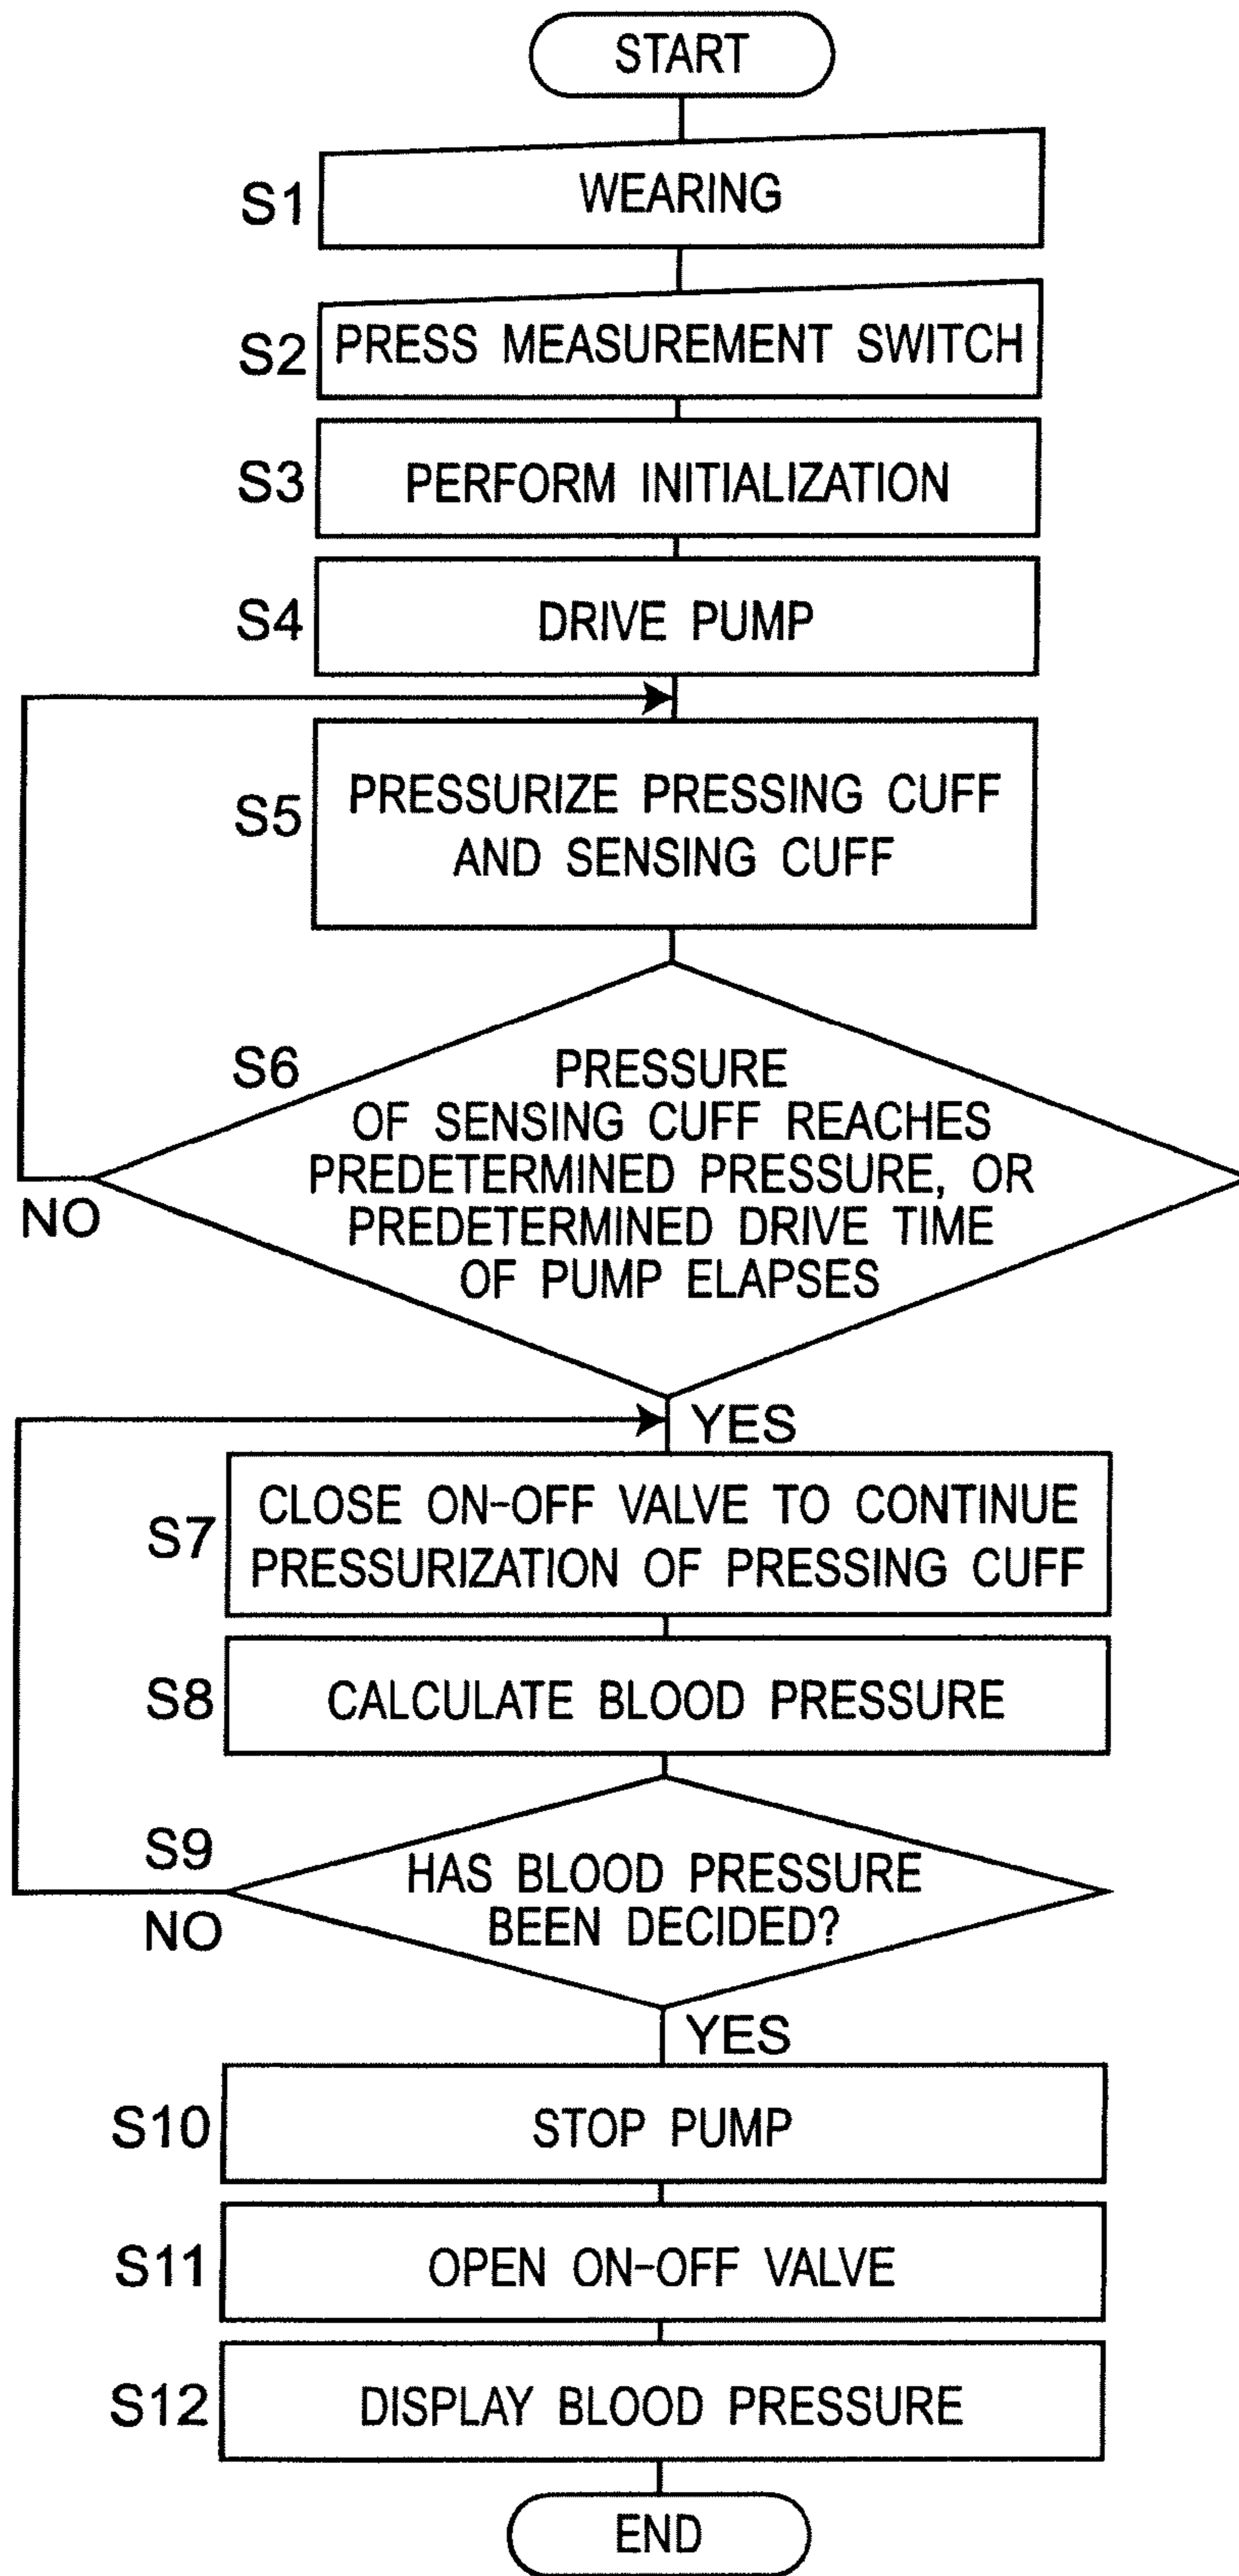 START
S1
WEARING
S2
PRESS MEASUREMENT SWITCH
S3
PERFORM INITIALIZATION
S4
DRIVE PUMP
S5
PRESSURIZE PRESSING CUFF
AND SENSING CUFF
S6
PRESSURE
OF SENSING CUFF REACHES
PREDETERMINED PRESSURE, OR
PREDETERMINED DRIVE TIME
OF PUMP ELAPSES
NO
YES
S7
CLOSE ON-OFF VALVE TO CONTINUE
PRESSURIZATION OF PRESSING CUFF
S8
CALCULATE BLOOD PRESSURE
S9
HAS BLOOD PRESSURE
BEEN DECIDED?
NO
YES
S10
STOP PUMP
S11
OPEN ON-OFF VALVE
S12
DISPLAY BLOOD PRESSURE
END